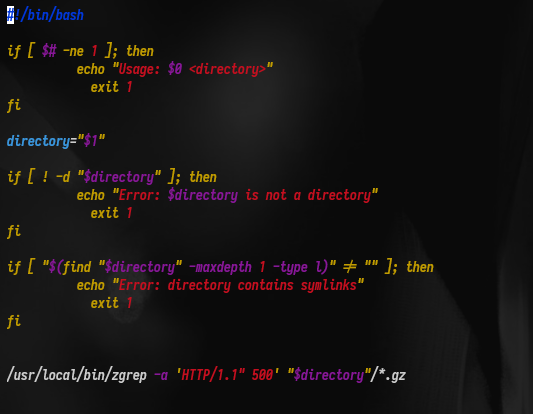 #!/bin/bash
if [ $# -ne 1 ]; then
echo "Usage: $0 <directory>"
exit 1
fi
directory="$1"
if [ ! -d "$directory" ]; then
echo "Error: $directory is not a directory"
exit 1
fi
if [ "$(find "$directory" -maxdepth 1 -type l)" != "" ]; then
echo "Error: directory contains symlinks"
exit 1
fi
/usr/local/bin/zgrep -a 'HTTP/1.1" 500' "$directory"/*.gz